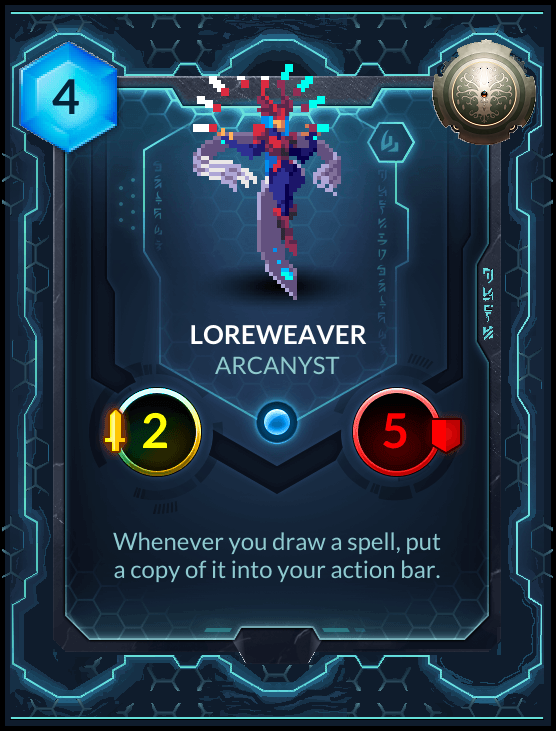 4
LOREWEAVER
ARCANYST
2
5
Whenever you draw a spell, put
a copy of it into your action bar.